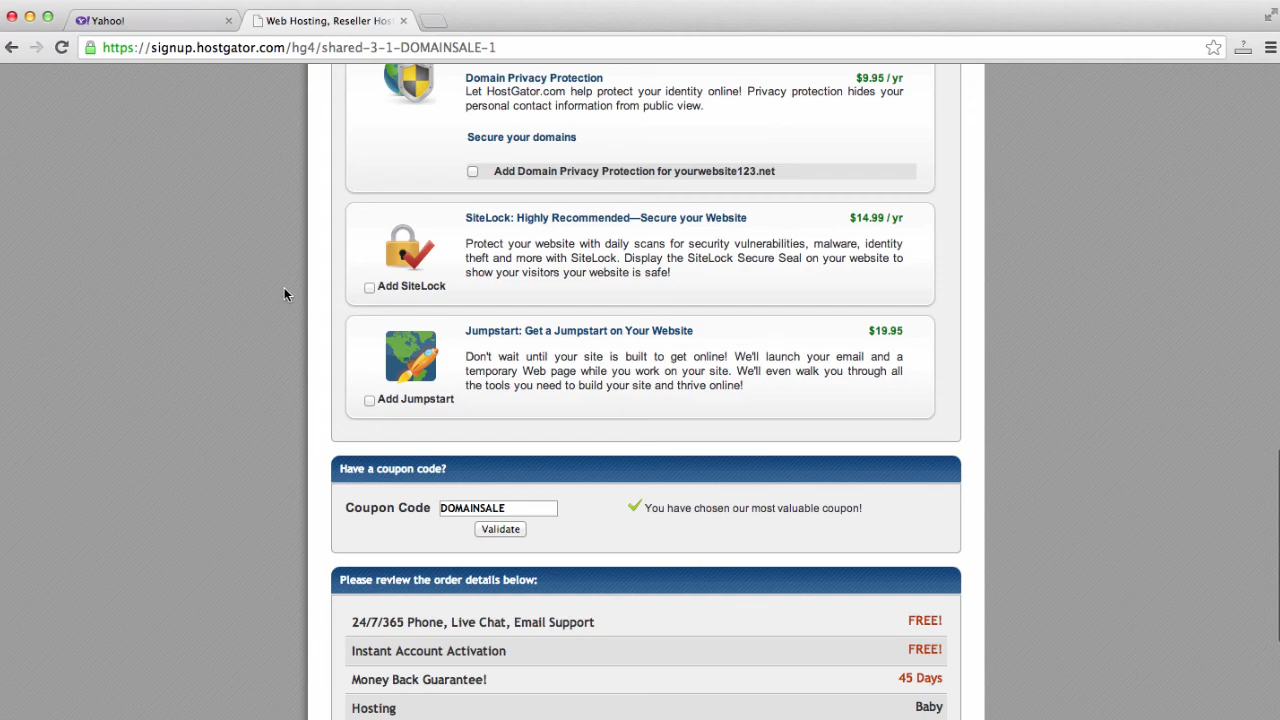 Yahoo!
Web Hosting, Reseller Hos
https://signup.hostgator.com/hg4/shared-3-1-DOMAINSALE-1
Domain Privacy Protection $9.95 / yr
Let HostGator.com help protect your identity online! Privacy protection hides your
personal contact information from public view.
Secure your domains
Add Domain Privacy Protection for yourwebsite123.net
SiteLock: Highly Recommended—Secure your Website $14.99 / yr
Protect your website with daily scans for security vulnerabilities, malware, identity
theft and more with SiteLock. Display the SiteLock Secure Seal on your website to
show your visitors your website is safe!
Add SiteLock
Jumpstart: Get a Jumpstart on Your Website $19.95
Don't wait until your site is built to get online! We'll launch your email and a
temporary Web page while you work on your site. We'll even walk you through all
the tools you need to build your site and thrive online!
Add Jumpstart
Have a coupon code?
Coupon Code DOMAINSALE You have chosen our most valuable coupon!
Validate
Please review the order details below:
24/7/365 Phone, Live Chat, Email Support FREE!
Instant Account Activation FREE!
Money Back Guarantee! 45 Days
Hosting Baby